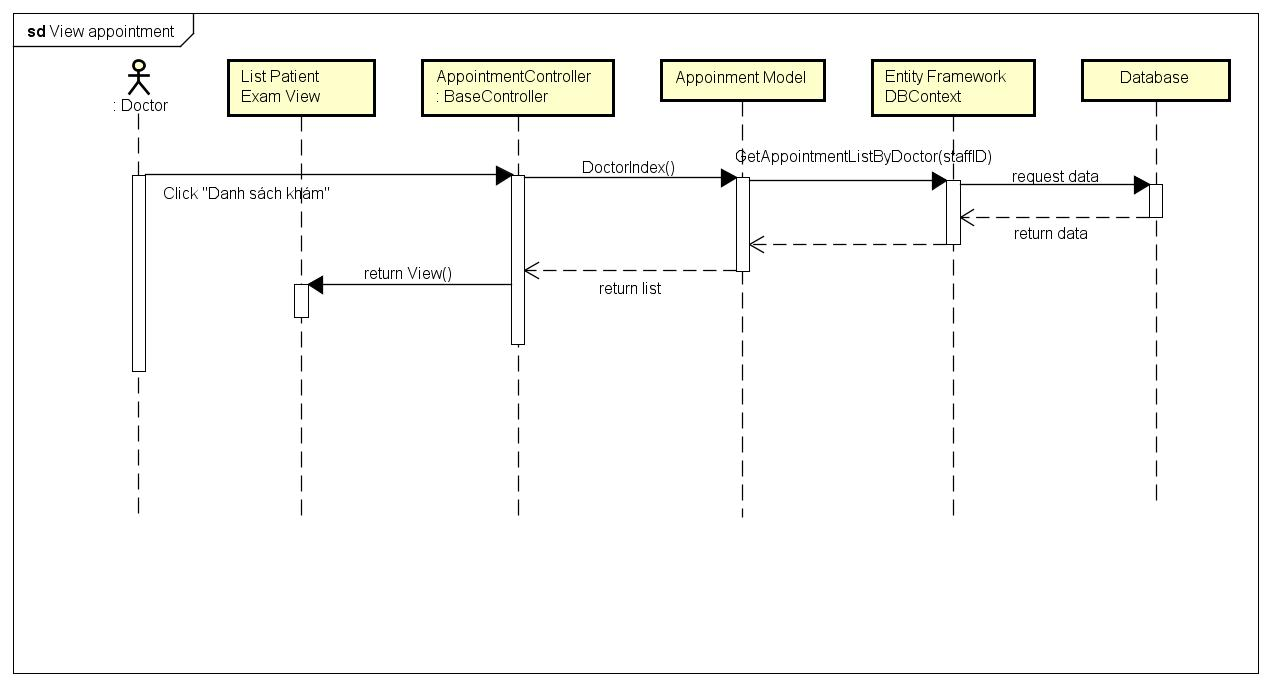 sd View appointment
: Doctor
List Patient
Exam View
AppointmentController
: BaseController
Appoinment Model
Entity Framework
DBContext
Database
Click "Danh sách khám"
DoctorIndex()
GetAppointmentListByDoctor(staffID)
request data
return data
return list
return View()